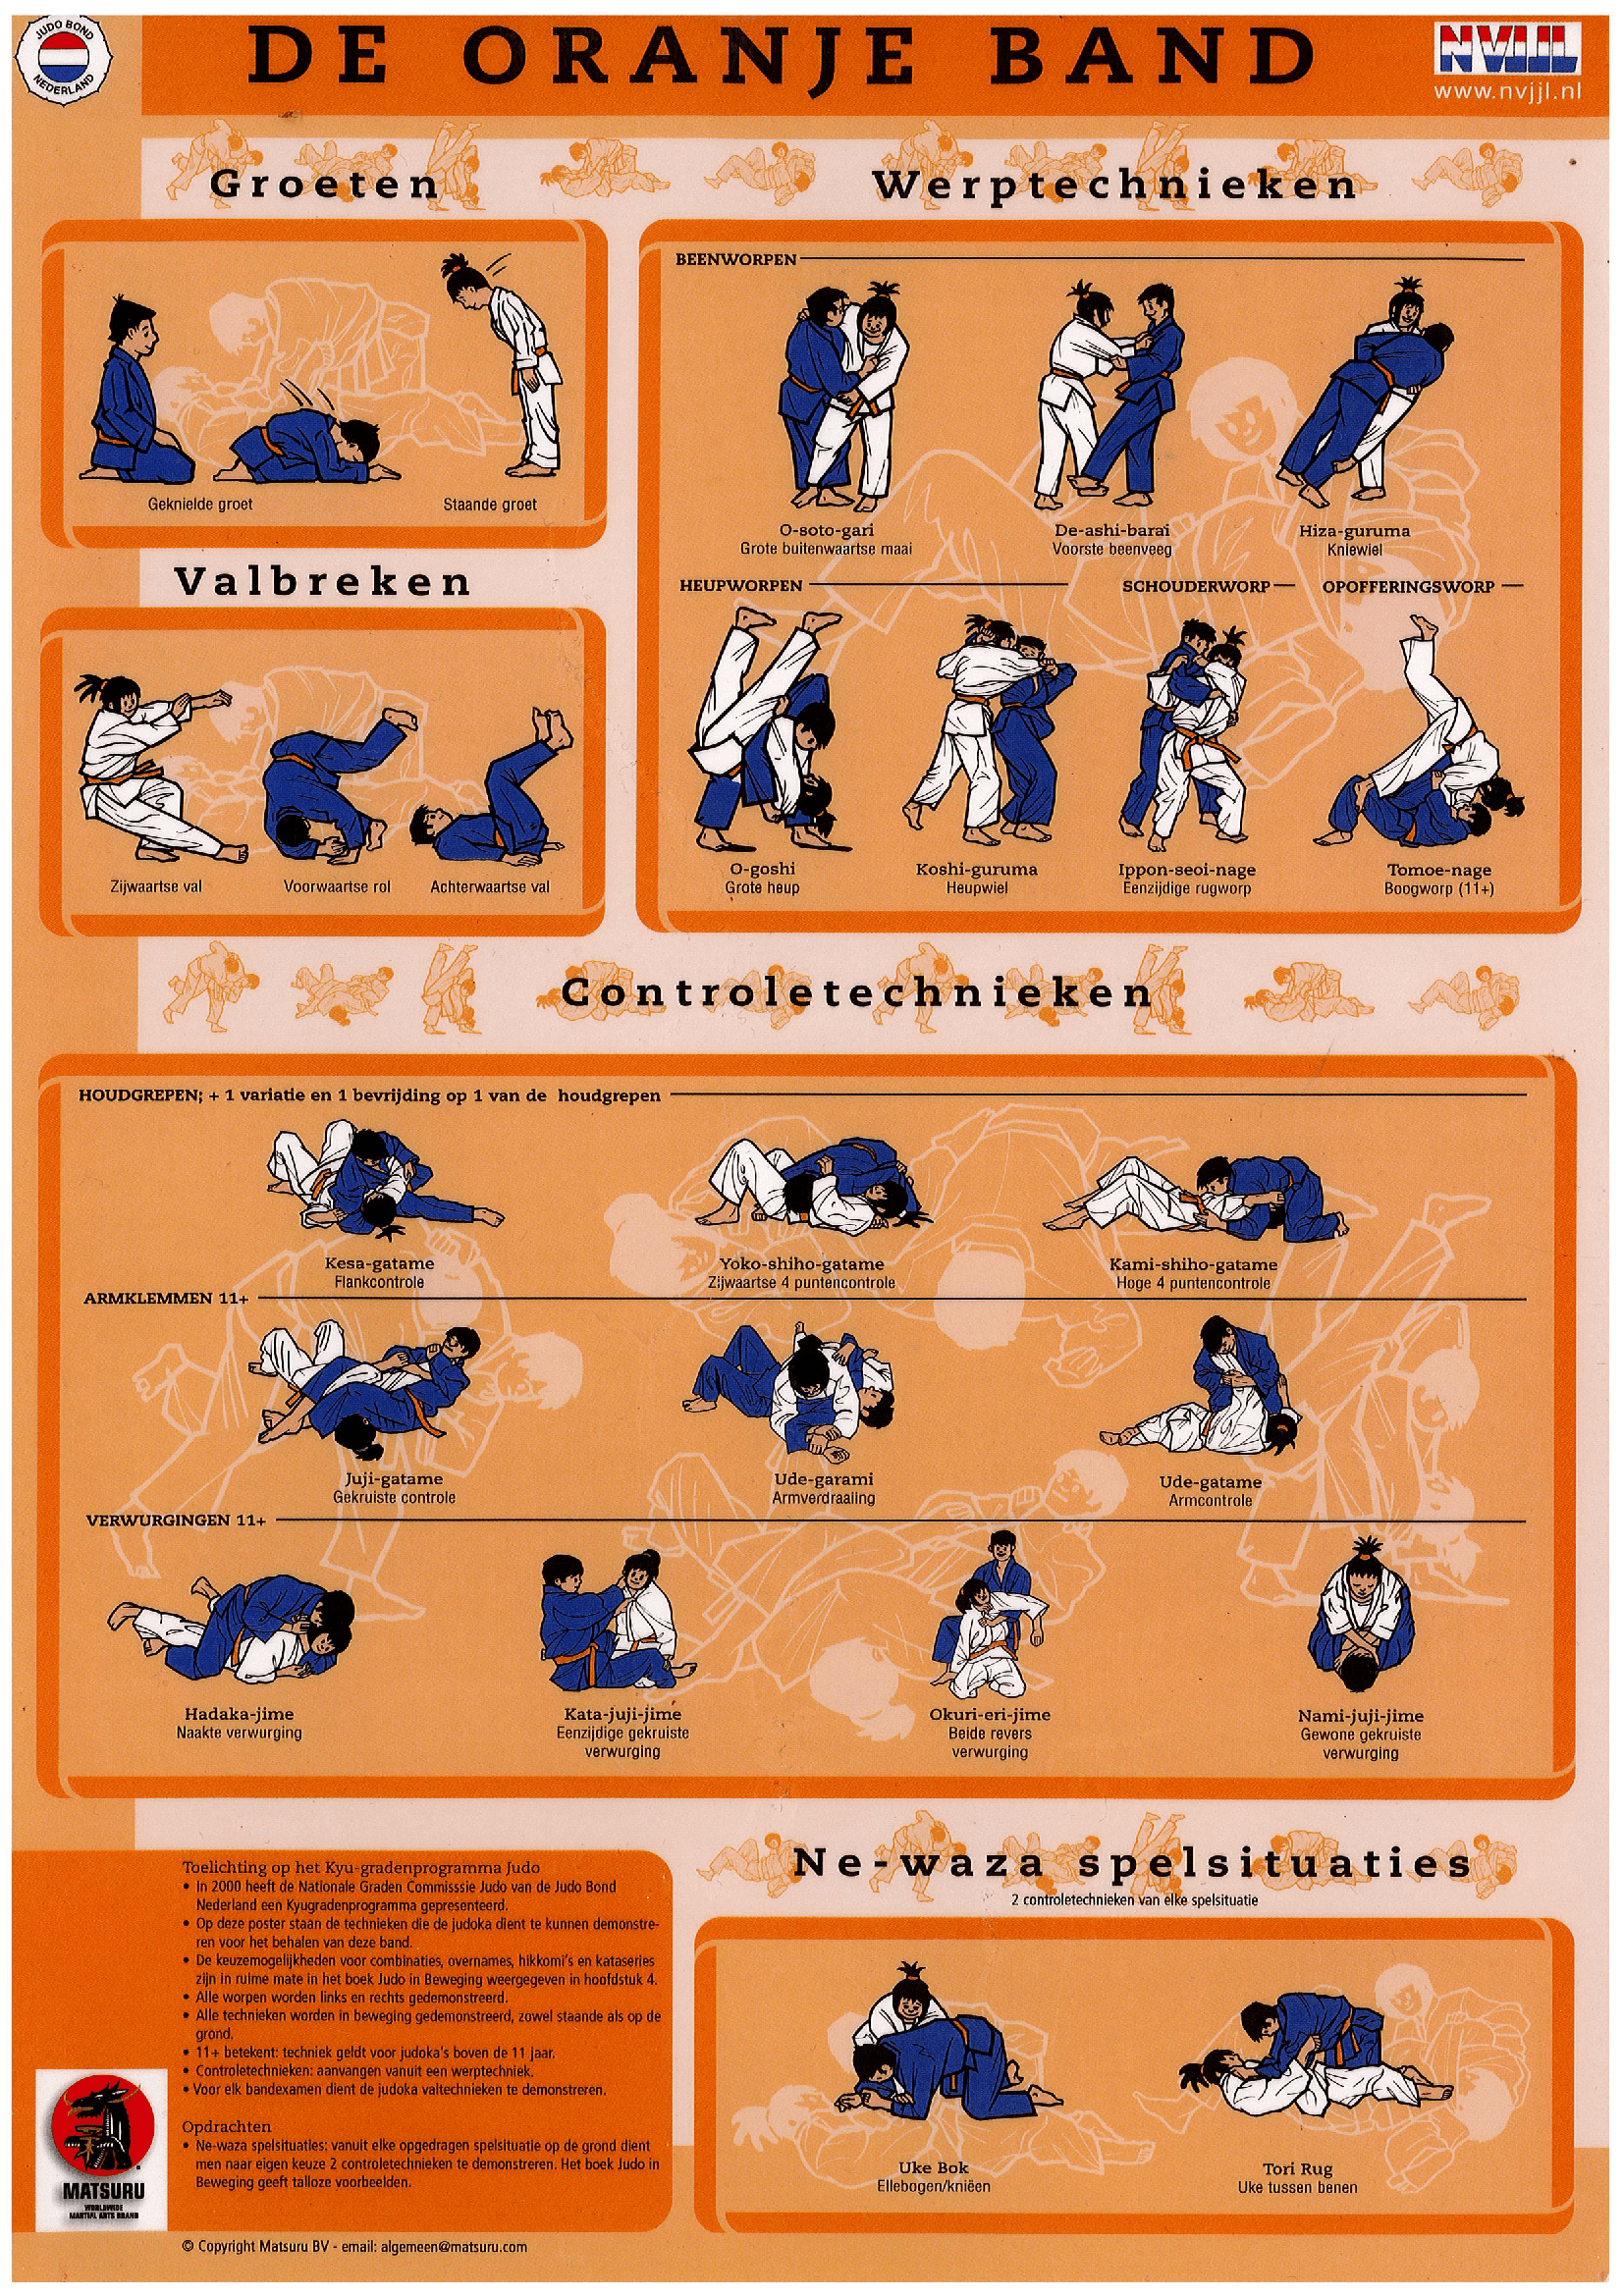 JUDO BOND
NEDERLAND
DE ORANJE BAND
NVJJL
www.nvjjl.nl
Groeten
Geknielde groet
Staande groet
Valbreken
Zijwaartse val
Voorwaartse rol
Achterwaartse val
Werptechnieken
BEENWORPEN
O-soto-gari
Grote buitenwaartse maai
De-ashi-barai
Voorste beenveeg
Hiza-guruma
Kniewiel
HEUPWORPEN
SCHOUDERWORP
OPOFFERINGSWORP
O-goshi
Grote heup
Koshi-guruma
Heupwiel
Ippon-seoi-nage
Eenzijdige rugworp
Tomoe-nage
Boogworp (11+)
Controletechnieken
HOUDGREPEN; + 1 variatie en 1 bevrijding op 1 van de houdgrepen
Kesa-gatame
Flankcontrole
Yoko-shiho-gatame
Zijwaartse 4 puntencontrole
Kami-shiho-gatame
Hoge 4 puntencontrole
ARMKLEMMEN 11+
Juji-gatame
Gekruiste controle
Ude-garami
Armverdraaiing
Ude-gatame
Armcontrole
VERWURGINGEN 11+
Hadaka-jime
Naakte verwurging
Kata-juji-jime
Eenzijdige gekruiste
verwurging
Okuri-eri-jime
Beide revers
verwurging
Nami-juji-jime
Gewone gekruiste
verwurging
Toelichting op het Kyu-gradenprogramma Judo
• In 2000 heeft de Nationale Graden Commisssie Judo van de Judo Bond
Nederland een Kyugradenprogramma gepresenteerd.
• Op deze poster staan de technieken die de judoka dient te kunnen demonstre-
ren voor het behalen van deze band.
• De keuzemogelijkheden voor combinaties, overnames, hikkomi's en kataseries
zijn in ruime mate in het boek Judo in Beweging weergegeven in hoofdstuk 4.
• Alle worpen worden links en rechts gedemonstreerd.
• Alle technieken worden in beweging gedemonstreerd, zowel staande als op de
grond.
• 11+ betekent: techniek geldt voor judoka's boven de 11 jaar.
• Controletechnieken: aanvangen vanuit een werptechniek.
• Voor elk bandexamen dient de judoka valtechnieken te demonstreren.
Opdrachten
• Ne-waza spelsituaties: vanuit elke opgedragen spelsituatie op de grond dient
men naar eigen keuze 2 controletechnieken te demonstreren. Het boek Judo in
Beweging geeft talloze voorbeelden.
MATSURU
WORLDWIDE
MARTIAL ARTS BRAND
© Copyright Matsuru BV - email: algemeen@matsuru.com
Ne-waza spelsituaties
2 controletechnieken van elke spelsituatie
Uke Bok
Ellebogen/knieën
Tori Rug
Uke tussen benen